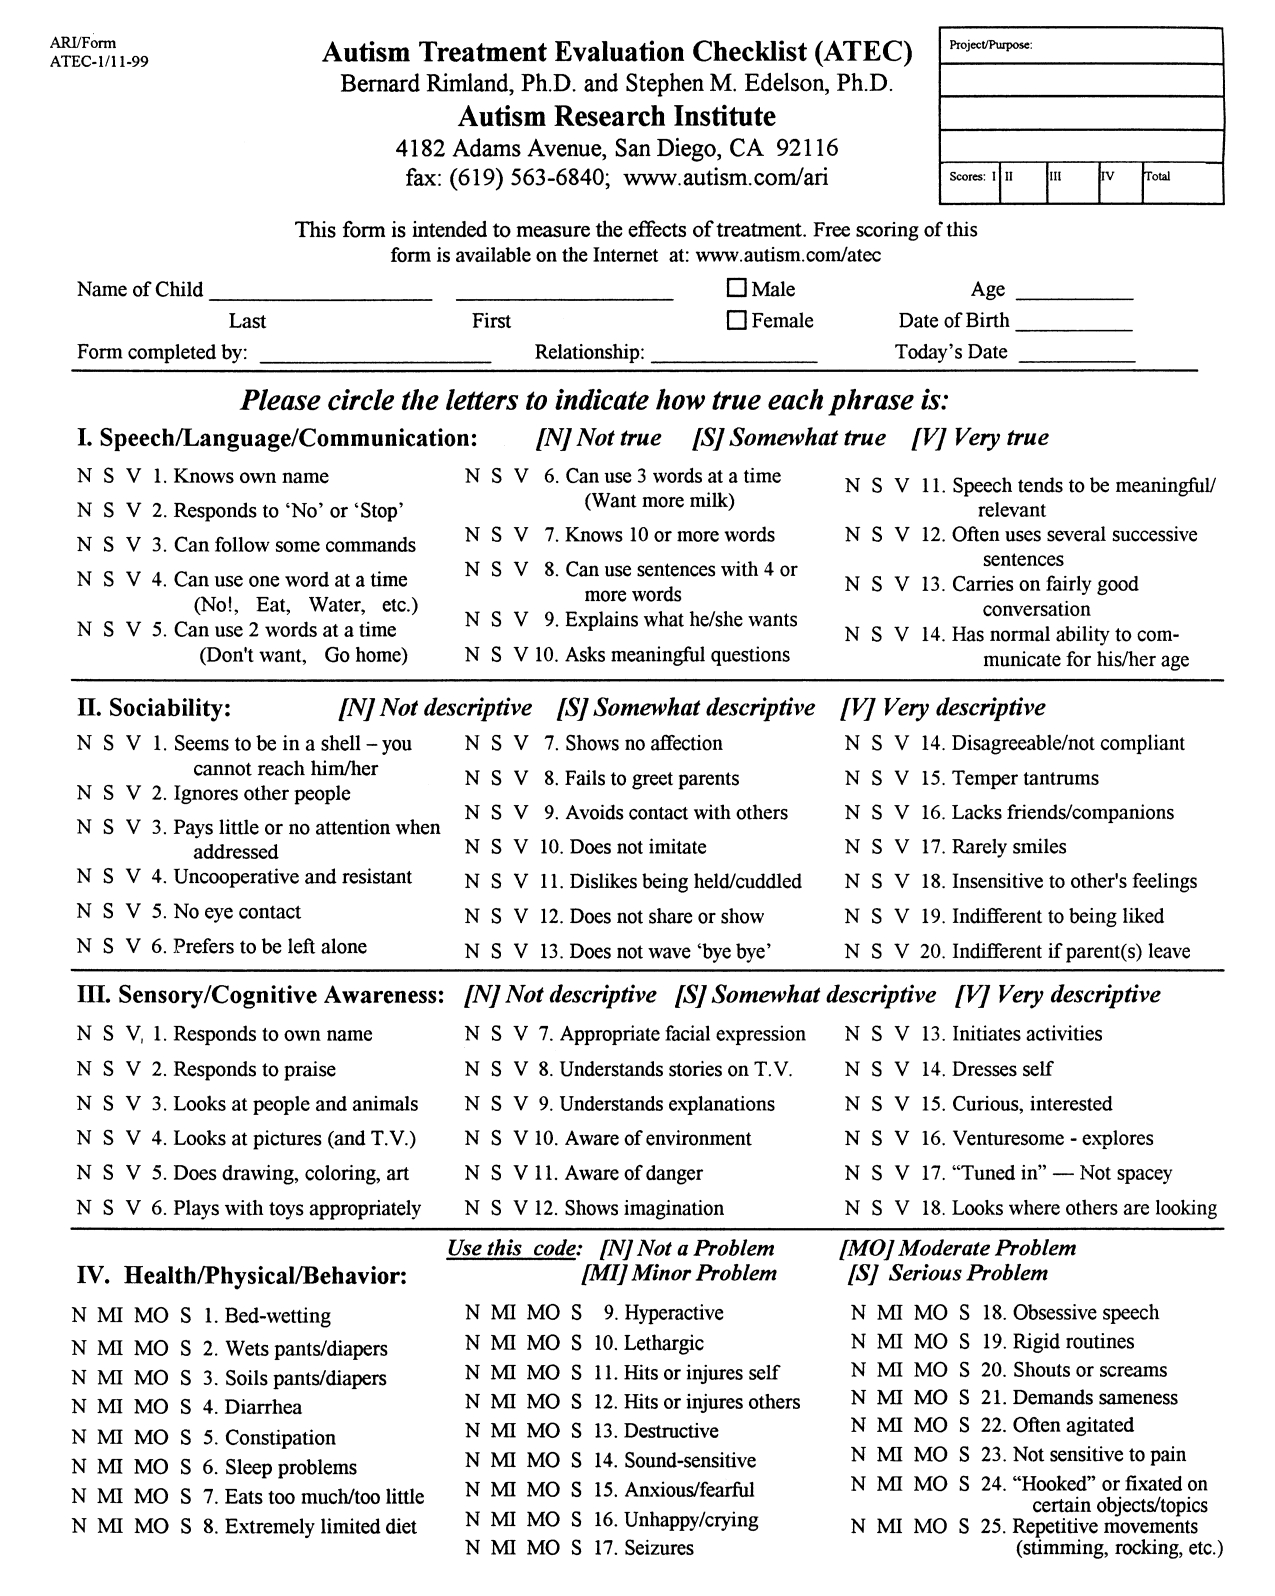 ARI/Form
ATEC-1/11-99
Autism Treatment Evaluation Checklist (ATEC)
Bernard Rimland, Ph.D. and Stephen M. Edelson, Ph.D.
Autism Research Institute
4182 Adams Avenue, San Diego, CA 92116
fax: (619) 563-6840; www.autism.com/ari
Project/Purpose:
Scores: I II III IV Total
This form is intended to measure the effects of treatment. Free scoring of this
form is available on the Internet at: www.autism.com/atec
Name of Child ____ ____ Male Age ____
Last First Female Date of Birth ____
Form completed by: ____ Relationship: ____ Today's Date ____
Please circle the letters to indicate how true each phrase is:
I. Speech/Language/Communication: [N] Not true [S] Somewhat true [V] Very true
N S V 1. Knows own name
N S V 2. Responds to ‘No’ or ‘Stop’
N S V 3. Can follow some commands
N S V 4. Can use one word at a time
(No!, Eat, Water, etc.)
N S V 5. Can use 2 words at a time
(Don't want, Go home)
N S V 6. Can use 3 words at a time
(Want more milk)
N S V 7. Knows 10 or more words
N S V 8. Can use sentences with 4 or
more words
N S V 9. Explains what he/she wants
N S V 10. Asks meaningful questions
N S V 11. Speech tends to be meaningful/
relevant
N S V 12. Often uses several successive
sentences
N S V 13. Carries on fairly good
conversation
N S V 14. Has normal ability to com-
municate for his/her age
II. Sociability: [N] Not descriptive [S] Somewhat descriptive [V] Very descriptive
N S V 1. Seems to be in a shell – you
cannot reach him/her
N S V 2. Ignores other people
N S V 3. Pays little or no attention when
addressed
N S V 4. Uncooperative and resistant
N S V 5. No eye contact
N S V 6. Prefers to be left alone
N S V 7. Shows no affection
N S V 8. Fails to greet parents
N S V 9. Avoids contact with others
N S V 10. Does not imitate
N S V 11. Dislikes being held/cuddled
N S V 12. Does not share or show
N S V 13. Does not wave ‘bye bye’
N S V 14. Disagreeable/not compliant
N S V 15. Temper tantrums
N S V 16. Lacks friends/companions
N S V 17. Rarely smiles
N S V 18. Insensitive to other's feelings
N S V 19. Indifferent to being liked
N S V 20. Indifferent if parent(s) leave
III. Sensory/Cognitive Awareness: [N] Not descriptive [S] Somewhat descriptive [V] Very descriptive
N S V 1. Responds to own name
N S V 2. Responds to praise
N S V 3. Looks at people and animals
N S V 4. Looks at pictures (and T.V.)
N S V 5. Does drawing, coloring, art
N S V 6. Plays with toys appropriately
N S V 7. Appropriate facial expression
N S V 8. Understands stories on T.V.
N S V 9. Understands explanations
N S V 10. Aware of environment
N S V 11. Aware of danger
N S V 12. Shows imagination
N S V 13. Initiates activities
N S V 14. Dresses self
N S V 15. Curious, interested
N S V 16. Venturesome - explores
N S V 17. “Tuned in” — Not spacey
N S V 18. Looks where others are looking
Use this code: [N] Not a Problem [MO] Moderate Problem
IV. Health/Physical/Behavior: [MI] Minor Problem [S] Serious Problem
N MI MO S 1. Bed-wetting
N MI MO S 2. Wets pants/diapers
N MI MO S 3. Soils pants/diapers
N MI MO S 4. Diarrhea
N MI MO S 5. Constipation
N MI MO S 6. Sleep problems
N MI MO S 7. Eats too much/too little
N MI MO S 8. Extremely limited diet
N MI MO S 9. Hyperactive
N MI MO S 10. Lethargic
N MI MO S 11. Hits or injures self
N MI MO S 12. Hits or injures others
N MI MO S 13. Destructive
N MI MO S 14. Sound-sensitive
N MI MO S 15. Anxious/fearful
N MI MO S 16. Unhappy/crying
N MI MO S 17. Seizures
N MI MO S 18. Obsessive speech
N MI MO S 19. Rigid routines
N MI MO S 20. Shouts or screams
N MI MO S 21. Demands sameness
N MI MO S 22. Often agitated
N MI MO S 23. Not sensitive to pain
N MI MO S 24. “Hooked” or fixated on
certain objects/topics
N MI MO S 25. Repetitive movements
(stimming, rocking, etc.)